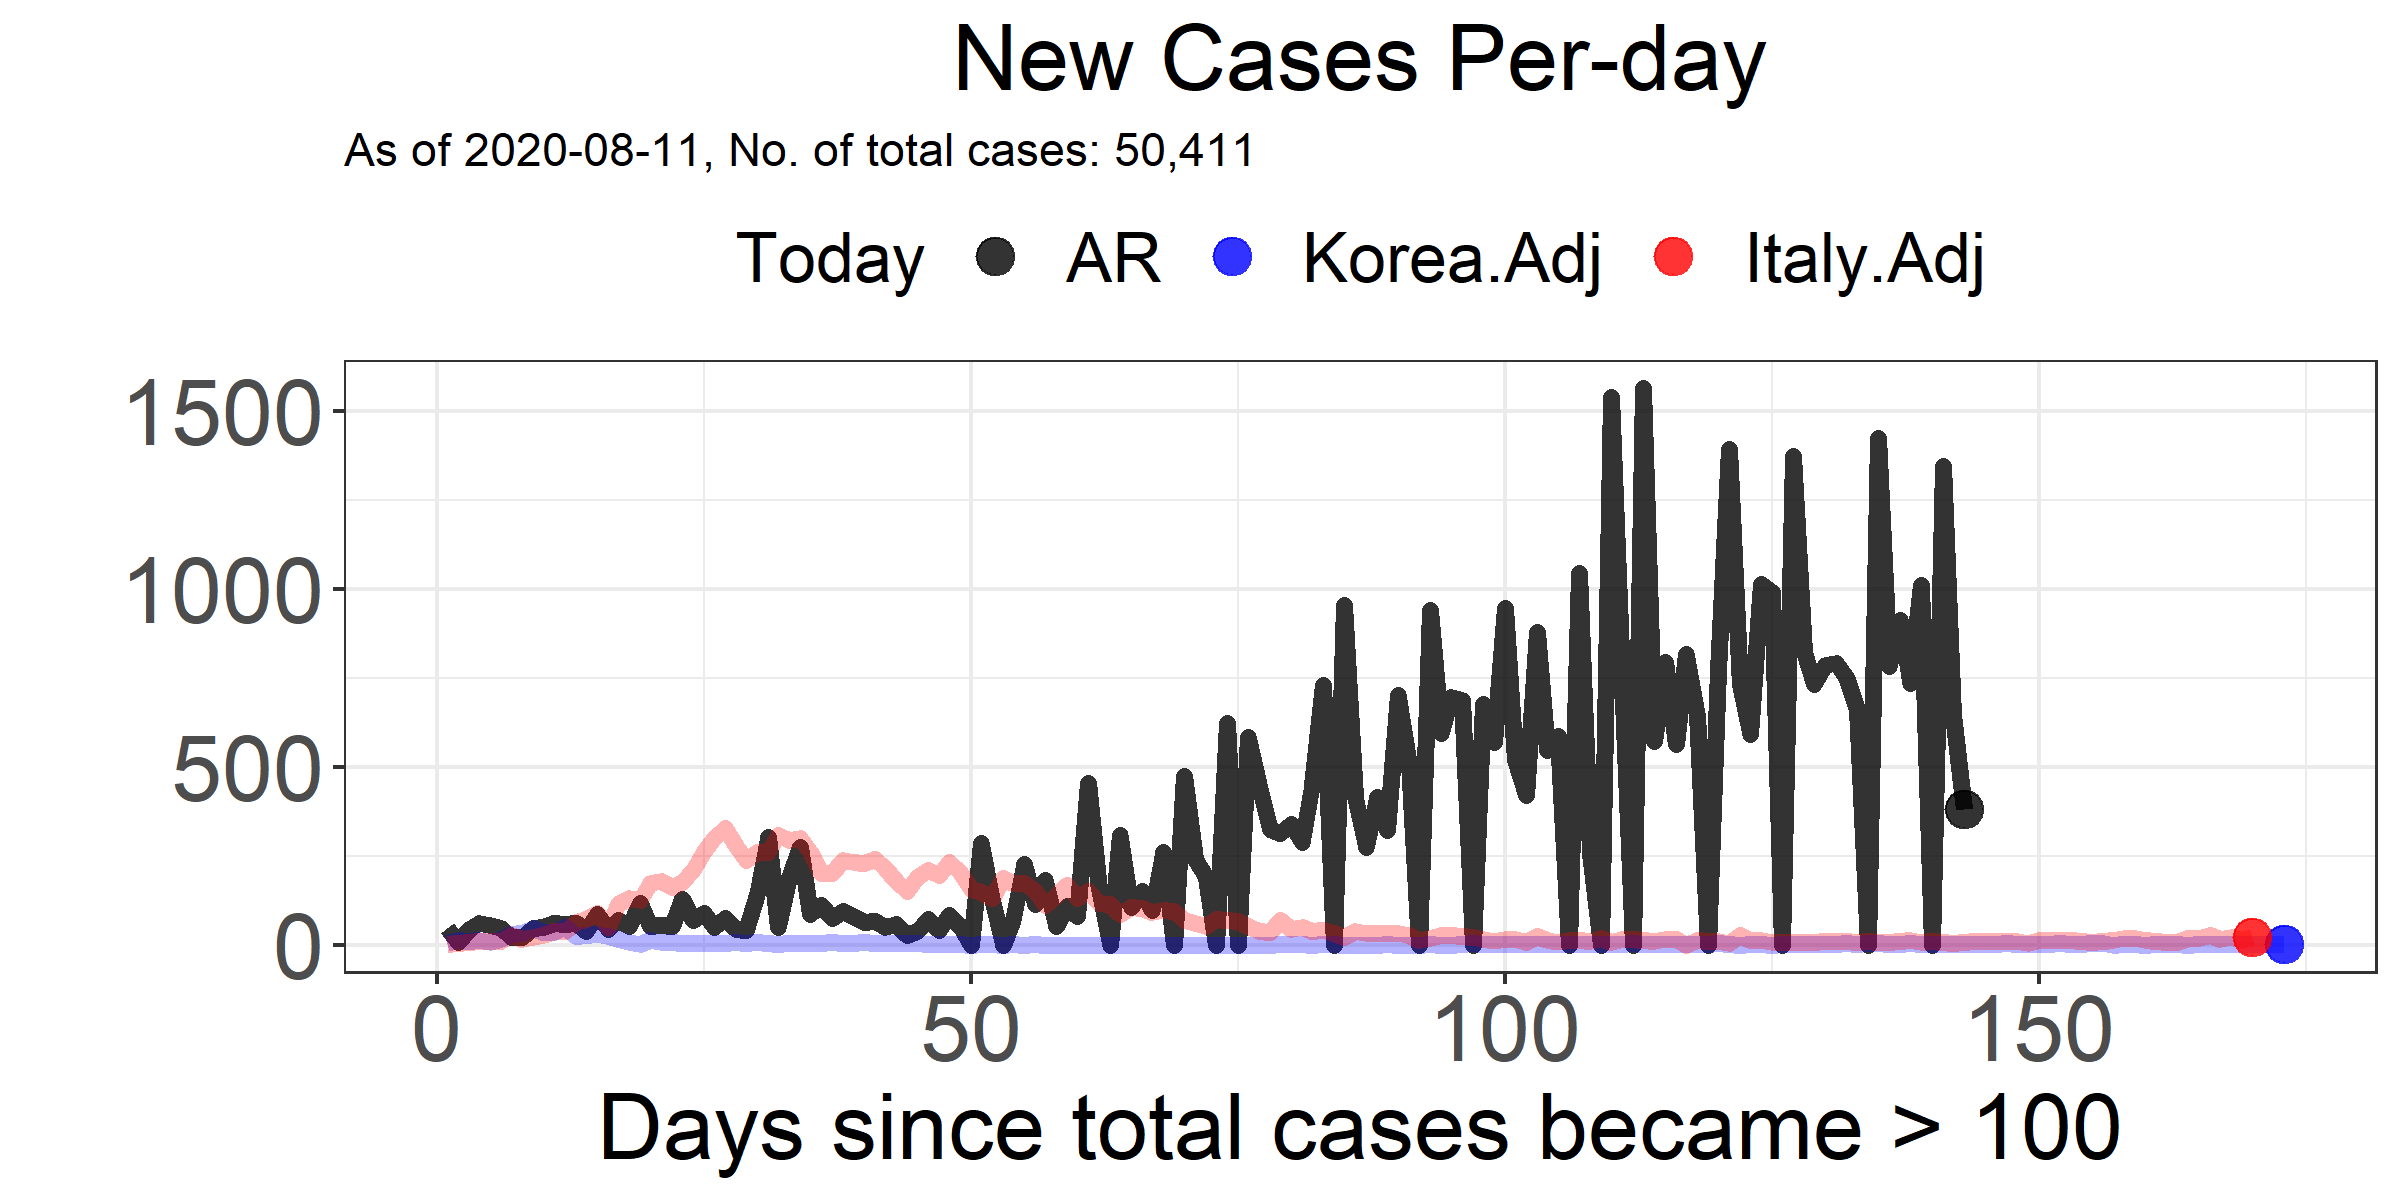 New Cases Per-day
As of 2020-08-11, No. of total cases: 50,411
Today AR Korea.Adj Italy.Adj
1500
1000
500
0
0 50 100 150
Days since total cases became > 100